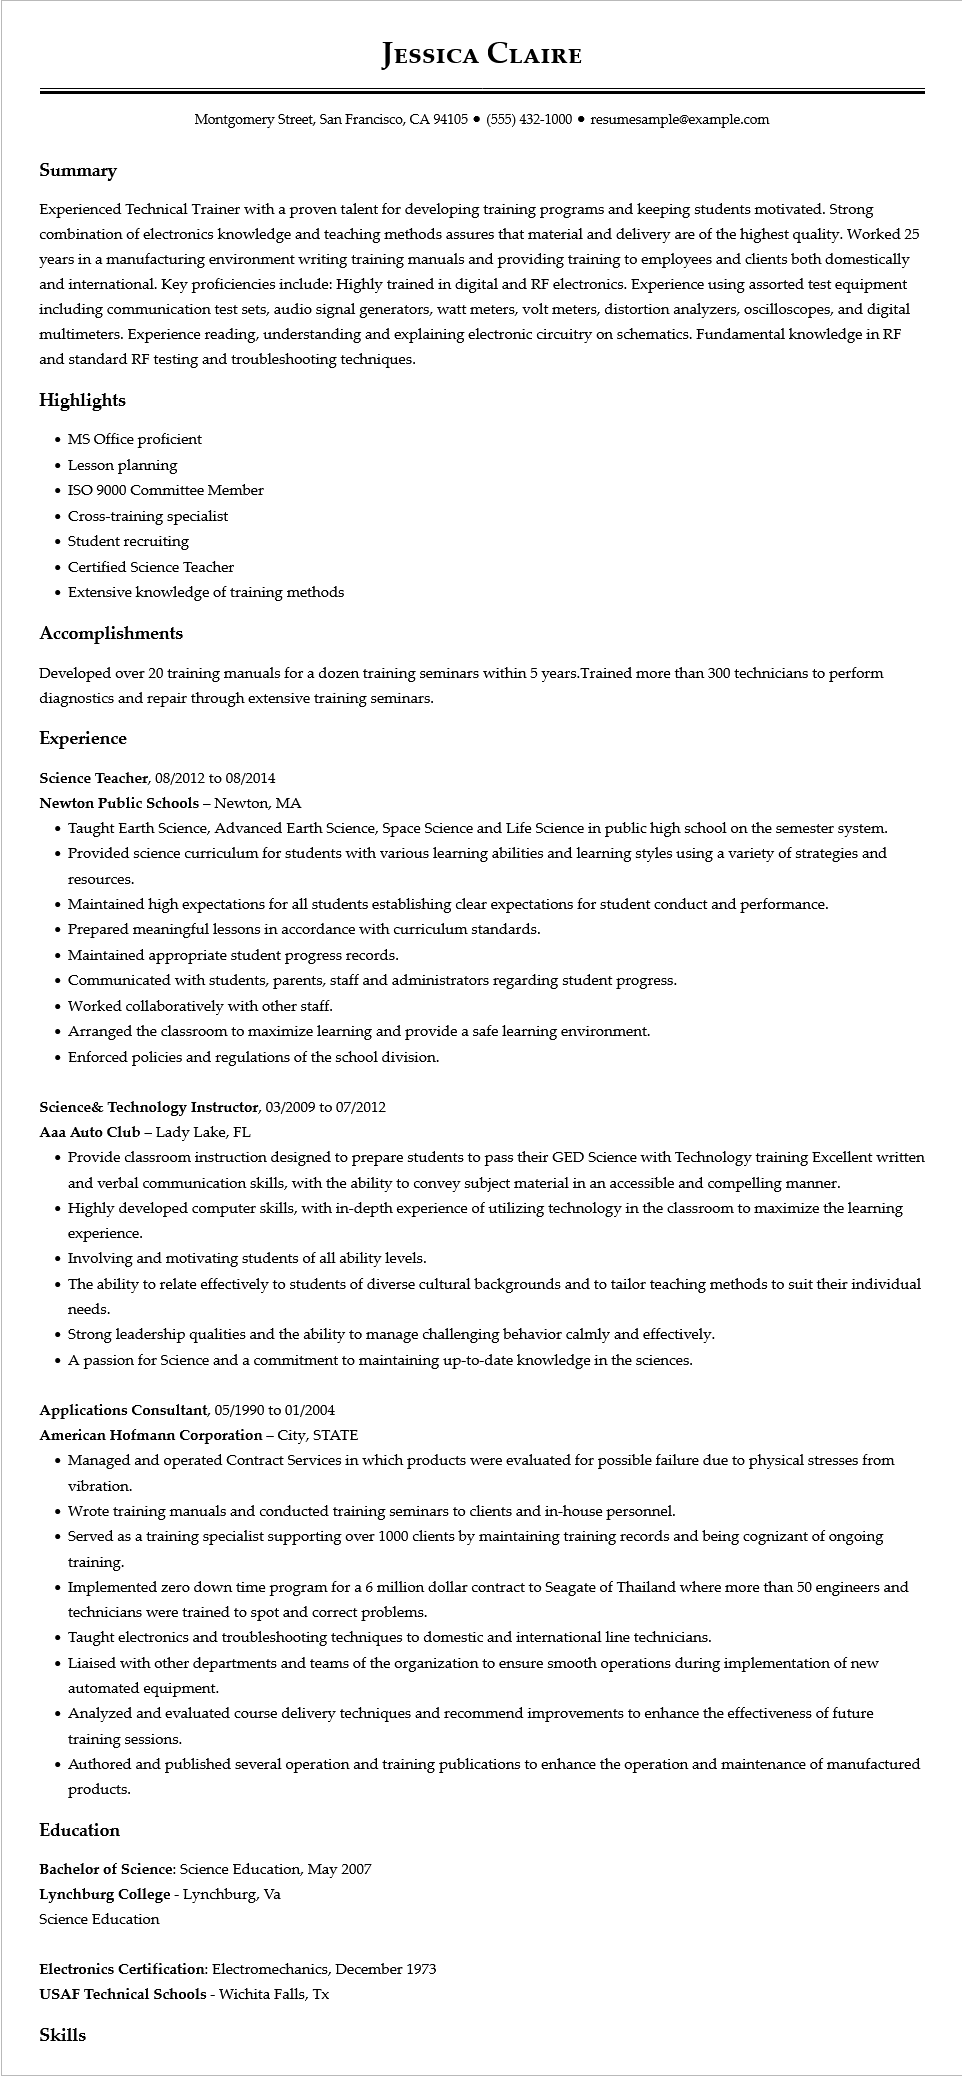 Jessica Claire
Montgomery Street, San Francisco, CA 94105 ● (555) 432-1000 ● resumesample@example.com
Summary
Experienced Technical Trainer with a proven talent for developing training programs and keeping students motivated. Strong
combination of electronics knowledge and teaching methods assures that material and delivery are of the highest quality. Worked 25
years in a manufacturing environment writing training manuals and providing training to employees and clients both domestically
and international. Key proficiencies include: Highly trained in digital and RF electronics. Experience using assorted test equipment
including communication test sets, audio signal generators, watt meters, volt meters, distortion analyzers, oscilloscopes, and digital
multimeters. Experience reading, understanding and explaining electronic circuitry on schematics. Fundamental knowledge in RF
and standard RF testing and troubleshooting techniques.
Highlights
• MS Office proficient
• Lesson planning
• ISO 9000 Committee Member
• Cross-training specialist
• Student recruiting
• Certified Science Teacher
• Extensive knowledge of training methods
Accomplishments
Developed over 20 training manuals for a dozen training seminars within 5 years.Trained more than 300 technicians to perform
diagnostics and repair through extensive training seminars.
Experience
Science Teacher, 08/2012 to 08/2014
Newton Public Schools – Newton, MA
• Taught Earth Science, Advanced Earth Science, Space Science and Life Science in public high school on the semester system.
• Provided science curriculum for students with various learning abilities and learning styles using a variety of strategies and
resources.
• Maintained high expectations for all students establishing clear expectations for student conduct and performance.
• Prepared meaningful lessons in accordance with curriculum standards.
• Maintained appropriate student progress records.
• Communicated with students, parents, staff and administrators regarding student progress.
• Worked collaboratively with other staff.
• Arranged the classroom to maximize learning and provide a safe learning environment.
• Enforced policies and regulations of the school division.
Science& Technology Instructor, 03/2009 to 07/2012
Aaa Auto Club – Lady Lake, FL
• Provide classroom instruction designed to prepare students to pass their GED Science with Technology training Excellent written
and verbal communication skills, with the ability to convey subject material in an accessible and compelling manner.
• Highly developed computer skills, with in-depth experience of utilizing technology in the classroom to maximize the learning
experience.
• Involving and motivating students of all ability levels.
• The ability to relate effectively to students of diverse cultural backgrounds and to tailor teaching methods to suit their individual
needs.
• Strong leadership qualities and the ability to manage challenging behavior calmly and effectively.
• A passion for Science and a commitment to maintaining up-to-date knowledge in the sciences.
Applications Consultant, 05/1990 to 01/2004
American Hofmann Corporation – City, STATE
• Managed and operated Contract Services in which products were evaluated for possible failure due to physical stresses from
vibration.
• Wrote training manuals and conducted training seminars to clients and in-house personnel.
• Served as a training specialist supporting over 1000 clients by maintaining training records and being cognizant of ongoing
training.
• Implemented zero down time program for a 6 million dollar contract to Seagate of Thailand where more than 50 engineers and
technicians were trained to spot and correct problems.
• Taught electronics and troubleshooting techniques to domestic and international line technicians.
• Liaised with other departments and teams of the organization to ensure smooth operations during implementation of new
automated equipment.
• Analyzed and evaluated course delivery techniques and recommend improvements to enhance the effectiveness of future
training sessions.
• Authored and published several operation and training publications to enhance the operation and maintenance of manufactured
products.
Education
Bachelor of Science: Science Education, May 2007
Lynchburg College - Lynchburg, Va
Science Education
Electronics Certification: Electromechanics, December 1973
USAF Technical Schools - Wichita Falls, Tx
Skills